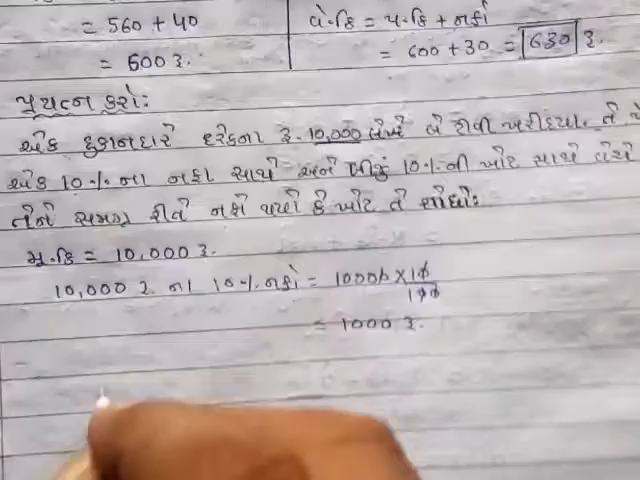 = 560 + 40
= 600 રૂ.
વે.કિં = પ.કિં + નફો
= 600 + 30 = 630 રૂ.
પ્રયત્ન કરો:
એક દુકાનદારે દરેકના રૂ. 10,000 લેખે બે ટીવી ખરીદ્યા. તે
એક 10% ના નફા સાથે અને બીજું 10% ની ખોટ સાથે વેચે
તેને સમગ્ર રીતે નફો થયો કે ખોટ તે શોધો:
મૂ.કિં = 10,000 રૂ.
10,000 રૂ. ના 10% નફો = 10000 × 10 / 100
= 1000 રૂ.